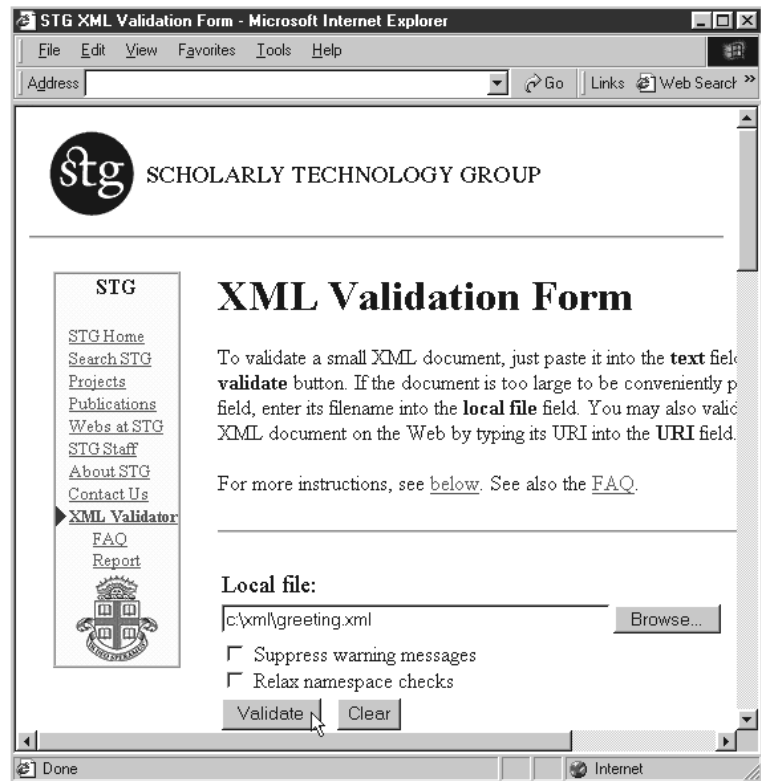 STG XML Validation Form - Microsoft Internet Explorer
File Edit View Favorites Tools Help
Address Go Links Web Search »
stg SCHOLARLY TECHNOLOGY GROUP
STG
STG Home
Search STG
Projects
Publications
Webs at STG
STG Staff
About STG
Contact Us
XML Validator
FAQ
Report
XML Validation Form
To validate a small XML document, just paste it into the text
validate button. If the document is too large to be conveniently
field, enter its filename into the local file field. You may also
XML document on the Web by typing its URI into the URI field.
For more instructions, see below. See also the FAQ.
Local file:
c:\xml\greeting.xml Browse...
Suppress warning messages
Relax namespace checks
Validate Clear
Done Internet